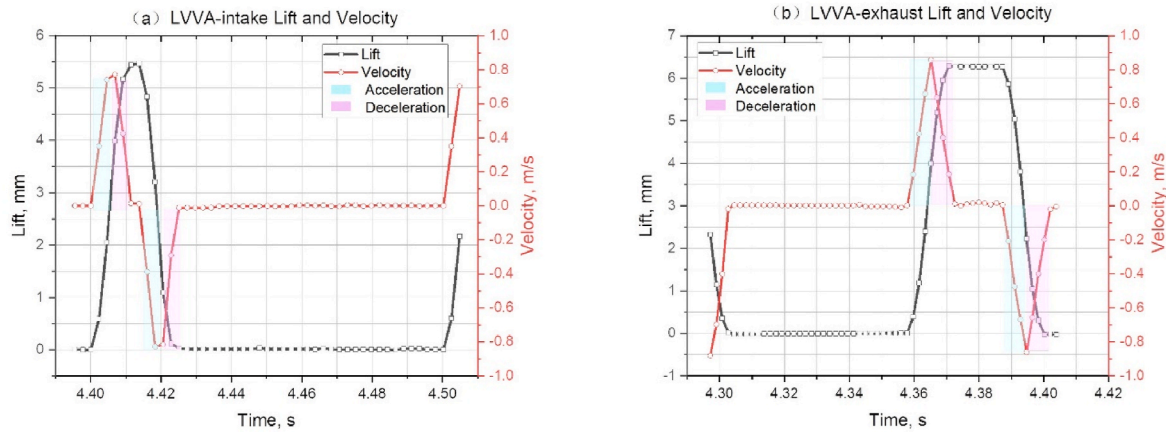 （a）LVVA-intake Lift and Velocity
6
5
4
3
2
1
0
Lift, mm
1.0
0.8
0.6
0.4
0.2
0.0
-0.2
-0.4
-0.6
-0.8
-1.0
Velocity, m/s
Lift
Velocity
Acceleration
Deceleration
4.40 4.42 4.44 4.46 4.48 4.50
Time, s
（b）LVVA-exhaust Lift and Velocity
7
6
5
4
3
2
1
0
-1
Lift, mm
1.0
0.8
0.6
0.4
0.2
0.0
-0.2
-0.4
-0.6
-0.8
-1.0
Velocity, m/s
Lift
Velocity
Acceleration
Deceleration
4.30 4.32 4.34 4.36 4.38 4.40 4.42
Time, s